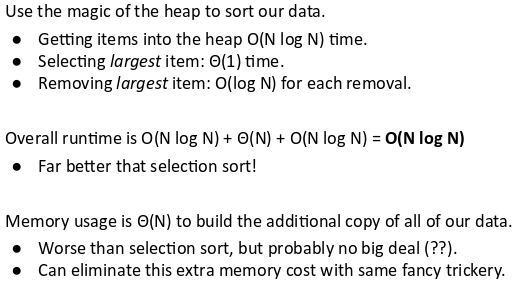 Use the magic of the heap to sort our data.
● Getting items into the heap O(N log N) time.
● Selecting largest item: Θ(1) time.
● Removing largest item: O(log N) for each removal.
Overall runtime is O(N log N) + Θ(N) + O(N log N) = O(N log N)
● Far better that selection sort!
Memory usage is Θ(N) to build the additional copy of all of our data.
● Worse than selection sort, but probably no big deal (??).
● Can eliminate this extra memory cost with same fancy trickery.